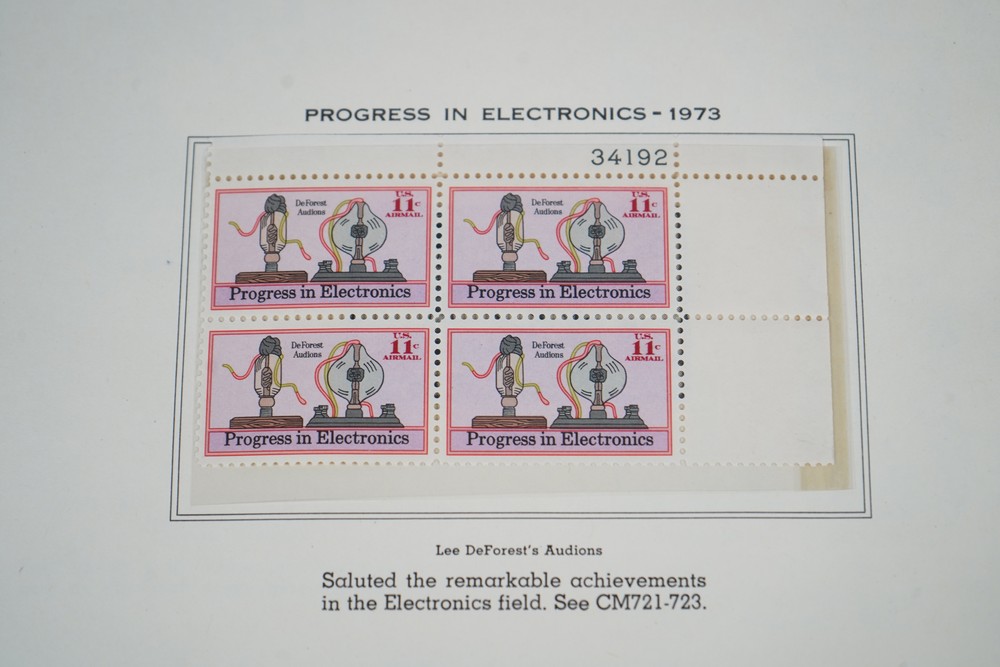 PROGRESS IN ELECTRONICS - 1973
34192
DeForest Audions
U.S. 11c AIRMAIL
Progress in Electronics
DeForest Audions
U.S. 11c AIRMAIL
Progress in Electronics
DeForest Audions
U.S. 11c AIRMAIL
Progress in Electronics
DeForest Audions
U.S. 11c AIRMAIL
Progress in Electronics
Lee DeForest's Audions
Saluted the remarkable achievements
in the Electronics field. See CM721-723.